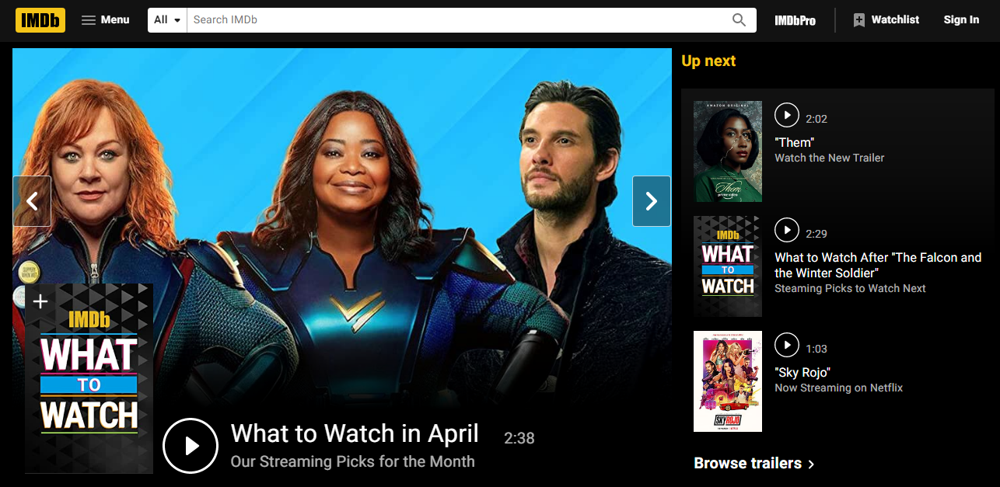 IMDb
Menu
All
Search IMDb
IMDbPro
Watchlist
Sign In
IMDb
WHAT
TO
WATCH
What to Watch in April
2:38
Our Streaming Picks for the Month
Up next
AMAZON ORIGINAL
Them
prime video
2:02
"Them"
Watch the New Trailer
IMDb
WHAT
TO
WATCH
2:29
What to Watch After "The Falcon and
the Winter Soldier"
Steaming Picks to Watch Next
SKY ROJO
1:03
"Sky Rojo"
Now Streaming on Netflix
Browse trailers